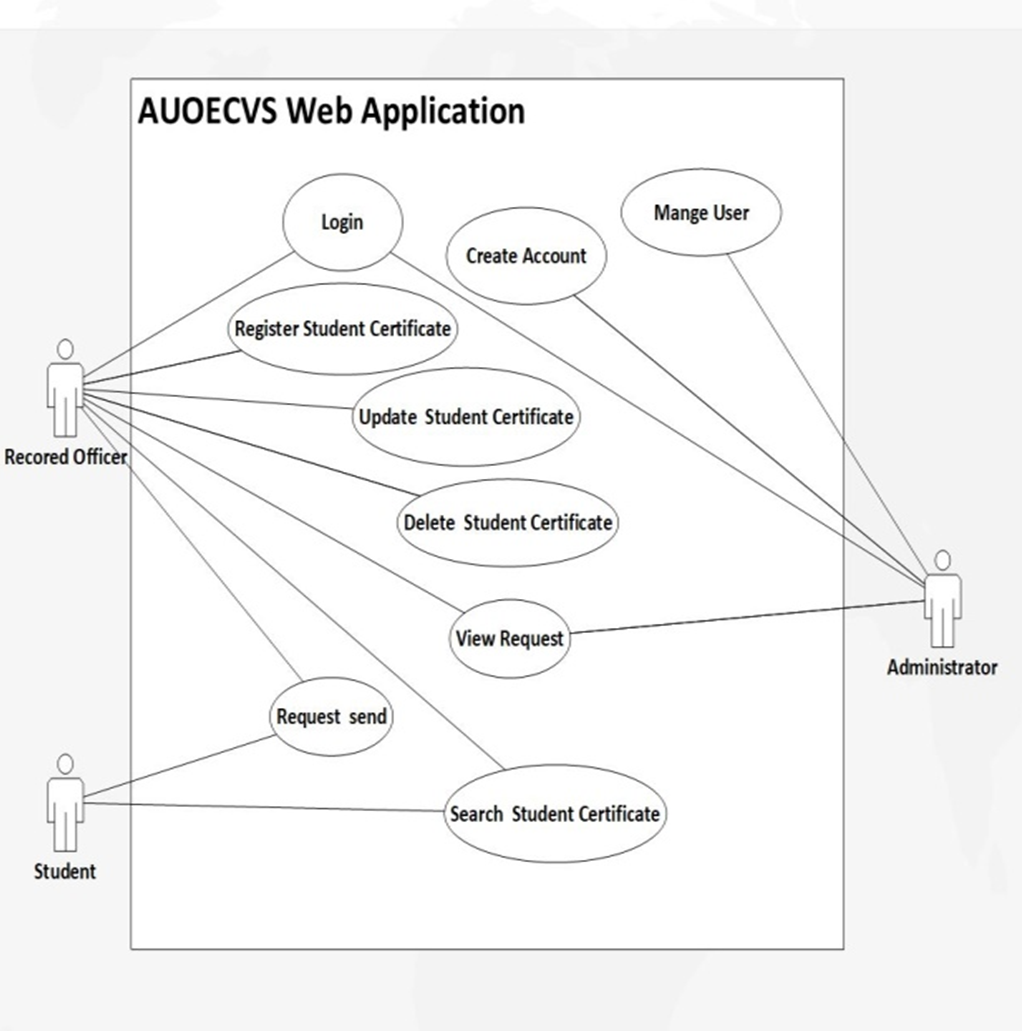 AUOECVS Web Application
Login
Mange User
Create Account
Register Student Certificate
Update Student Certificate
Recored Officer
Delete Student Certificate
View Request
Administrator
Request send
Search Student Certificate
Student